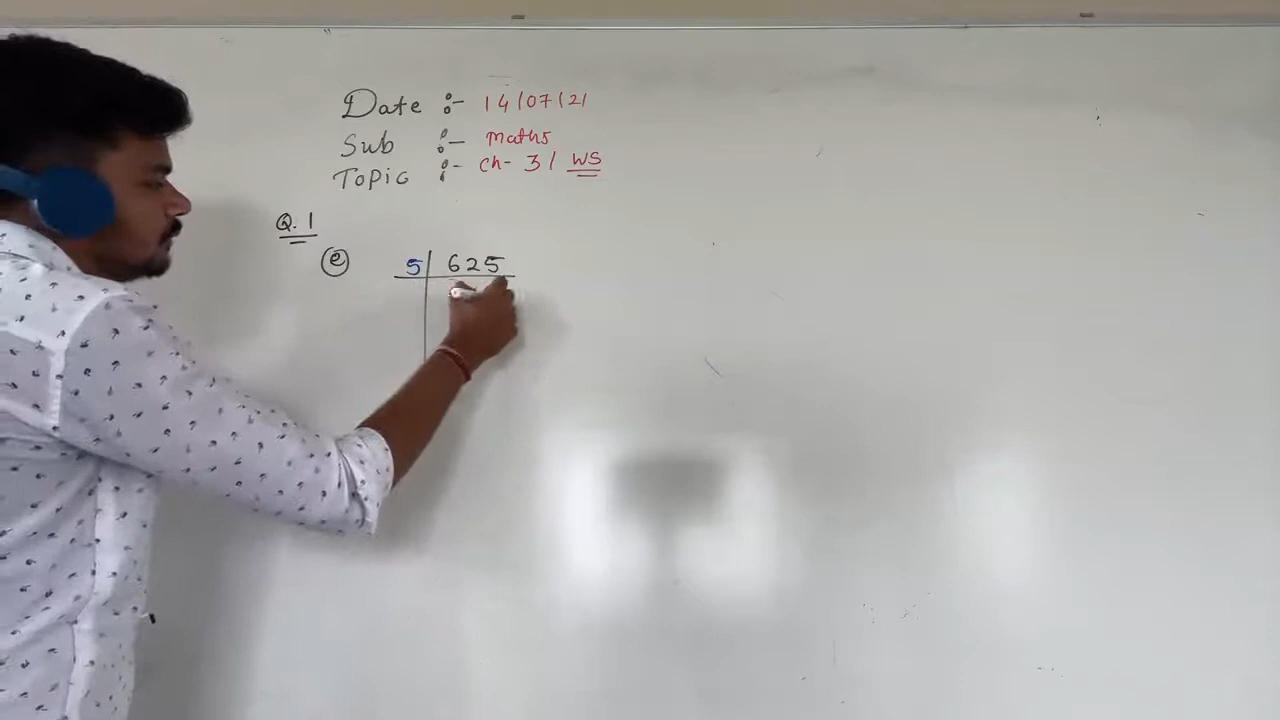 Date :- 14/07/21
Sub :- Maths
Topic :- Ch- 3/ WS
Q.1
e 5 625